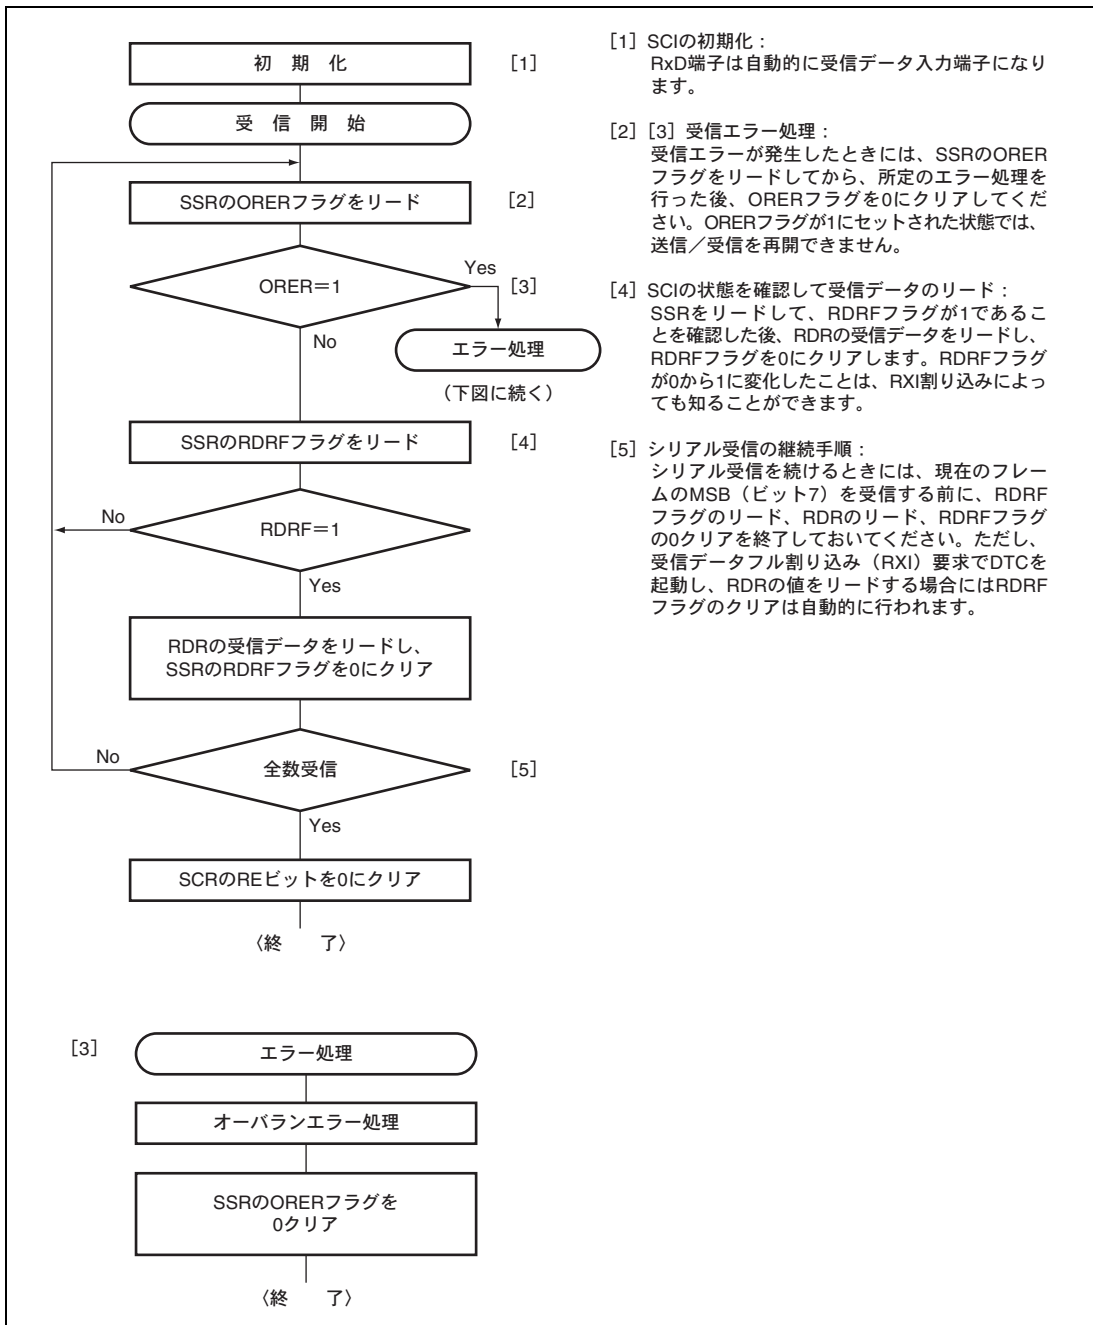 初　期　化
[1]
受　信　開　始
SSRのORERフラグをリード
[2]
ORER＝1
Yes
[3]
No
エラー処理
（下図に続く）
SSRのRDRFフラグをリード
[4]
No
RDRF＝1
Yes
RDRの受信データをリードし、
SSRのRDRFフラグを0にクリア
No
全数受信
[5]
Yes
SCRのREビットを0にクリア
〈終　　了〉
[1] SCIの初期化：
RxD端子は自動的に受信データ入力端子になり
ます。
[2] [3] 受信エラー処理：
受信エラーが発生したときには、SSRのORER
フラグをリードしてから、所定のエラー処理を
行った後、ORERフラグを0にクリアしてくだ
さい。ORERフラグが1にセットされた状態では、
送信／受信を再開できません。
[4] SCIの状態を確認して受信データのリード：
SSRをリードして、RDRFフラグが1であるこ
とを確認した後、RDRの受信データをリードし、
RDRFフラグを0にクリアします。RDRFフラグ
が0から1に変化したことは、RXI割り込みによっ
ても知ることができます。
[5] シリアル受信の継続手順：
シリアル受信を続けるときには、現在のフレー
ムのMSB（ビット7）を受信する前に、RDRF
フラグのリード、RDRのリード、RDRFフラグ
の0クリアを終了しておいてください。ただし、
受信データフル割り込み（RXI）要求でDTCを
起動し、RDRの値をリードする場合にはRDRF
フラグのクリアは自動的に行われます。
[3]
エラー処理
オーバランエラー処理
SSRのORERフラグを
0クリア
〈終　　了〉